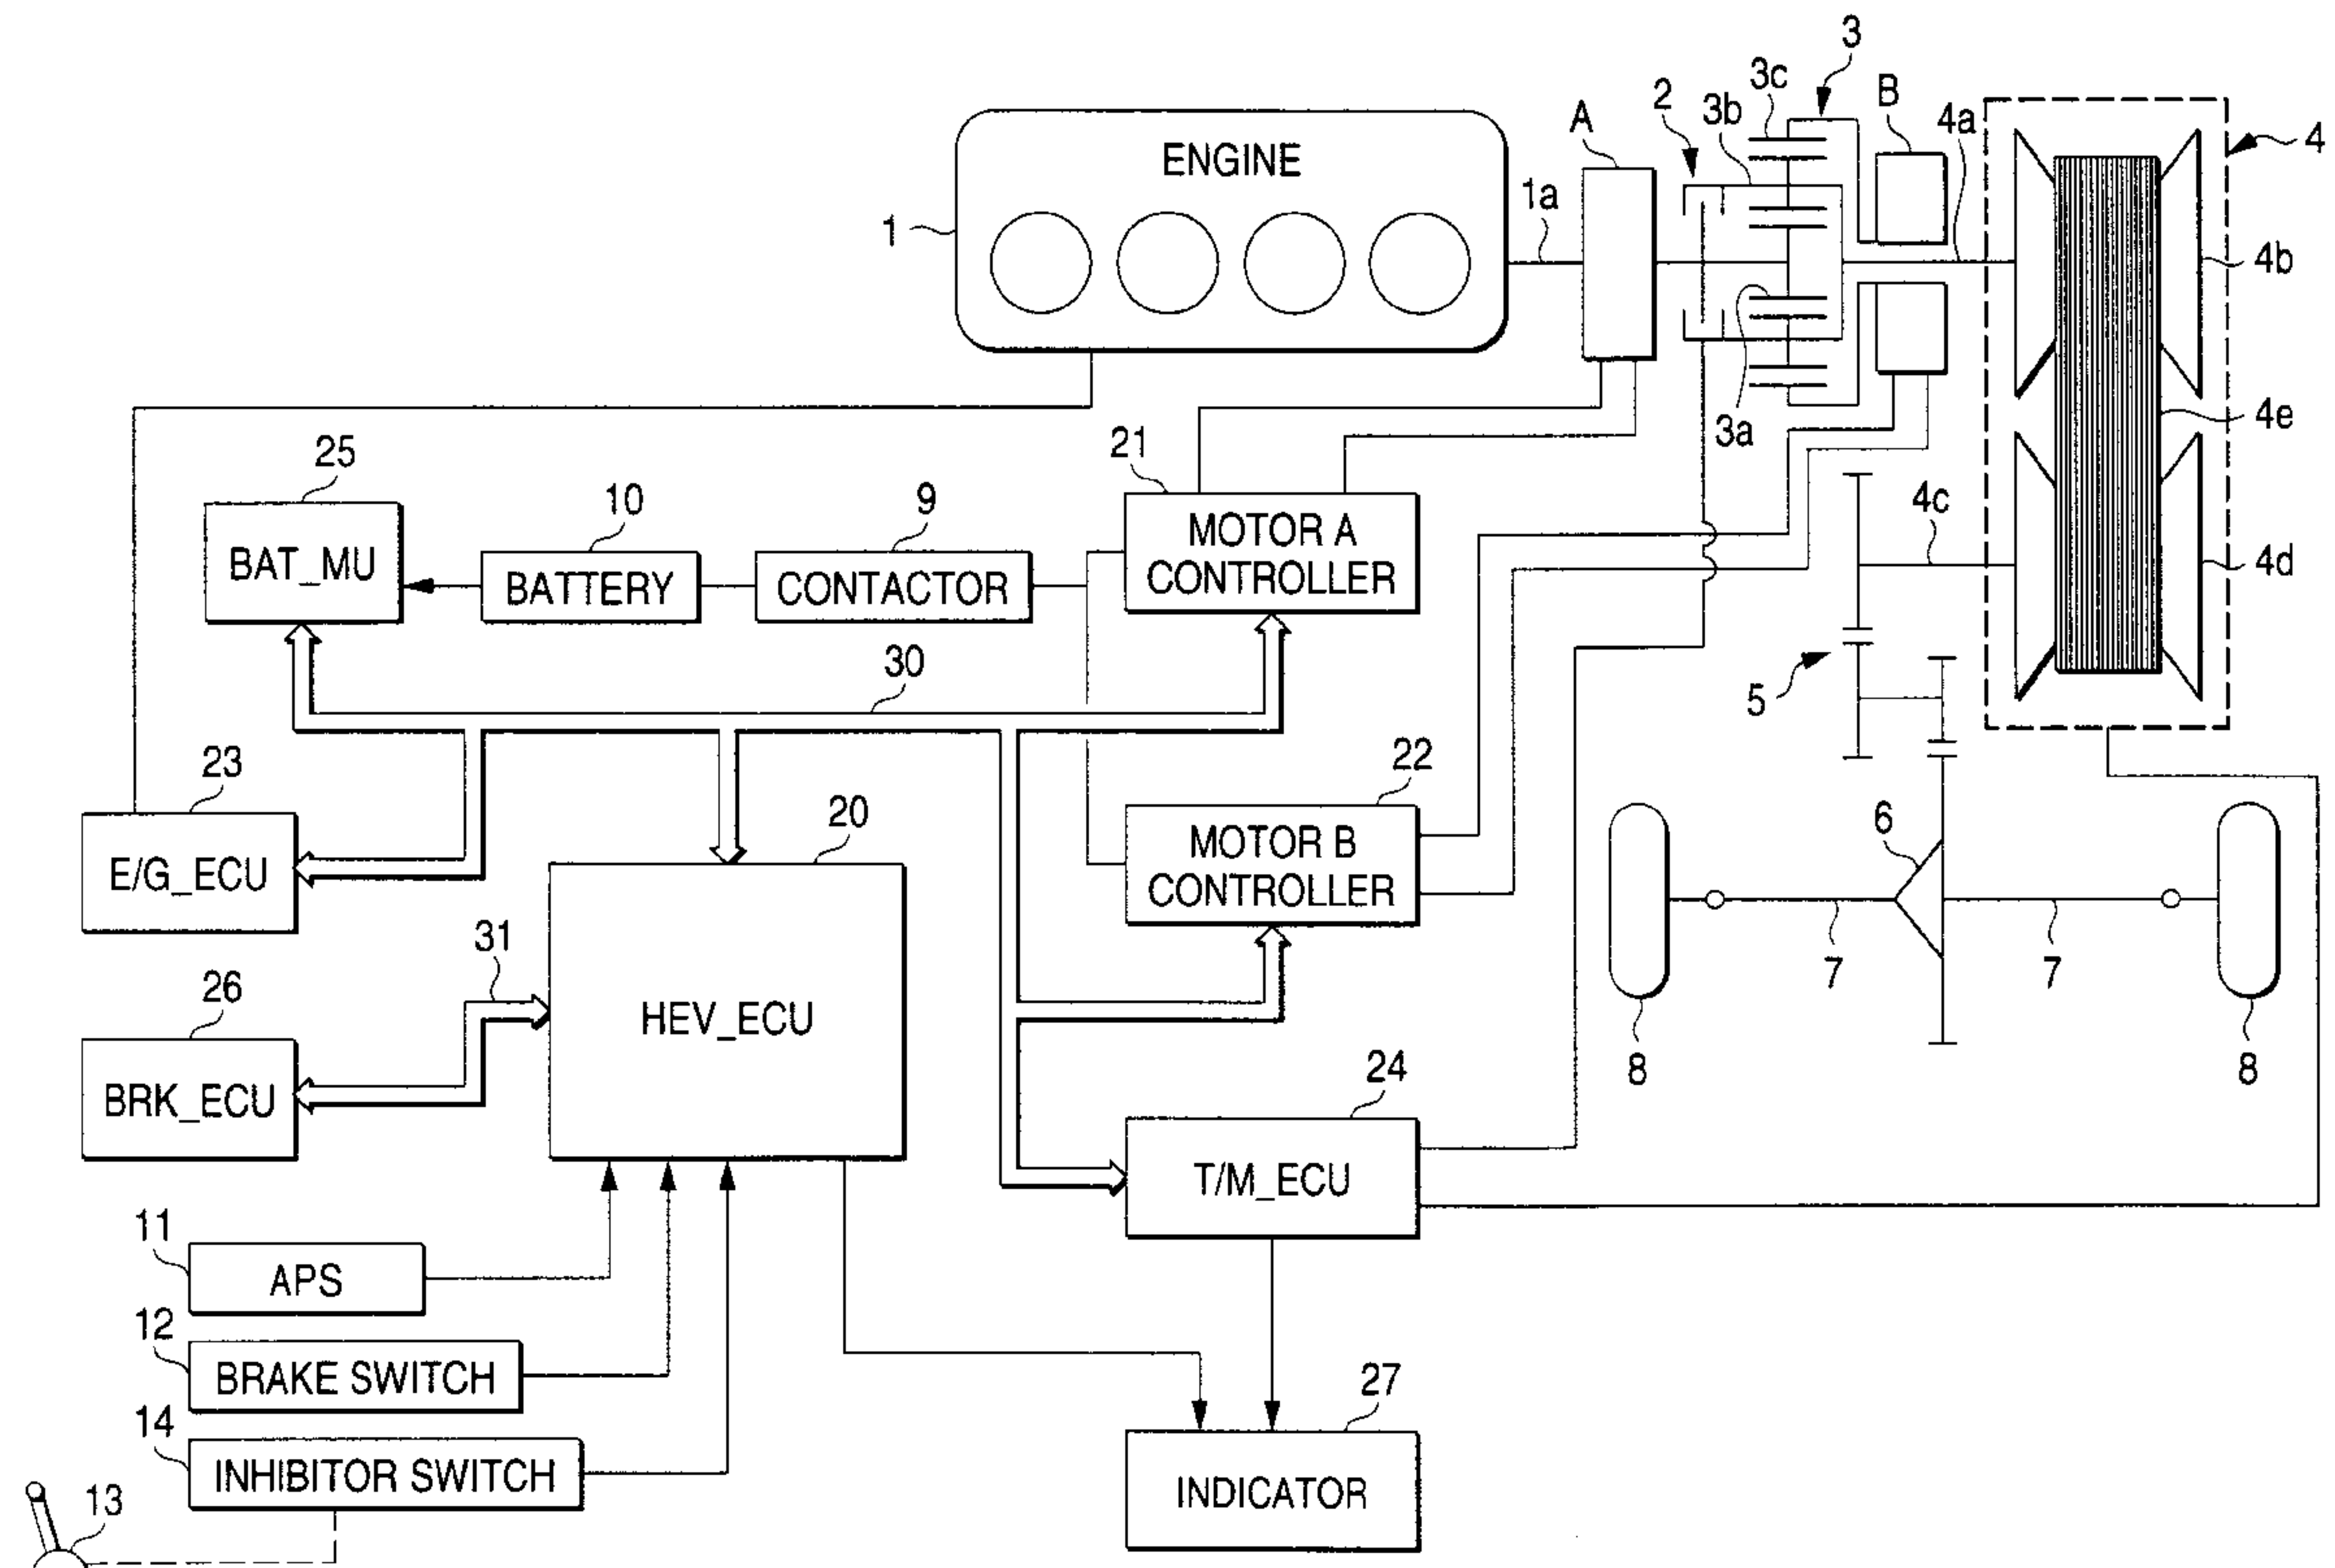 3
3c
B
2
3b
A
4a
4
ENGINE
1a
1
4b
3a
4e
25
21
10
9
4c
MOTOR A
CONTROLLER
BAT_MU
BATTERY
CONTACTOR
4d
30
5
23
22
20
6
MOTOR B
CONTROLLER
E/G_ECU
31
7
7
26
HEV_ECU
8
8
24
BRK_ECU
T/M_ECU
11
APS
12
BRAKE SWITCH
27
14
INHIBITOR SWITCH
INDICATOR
13